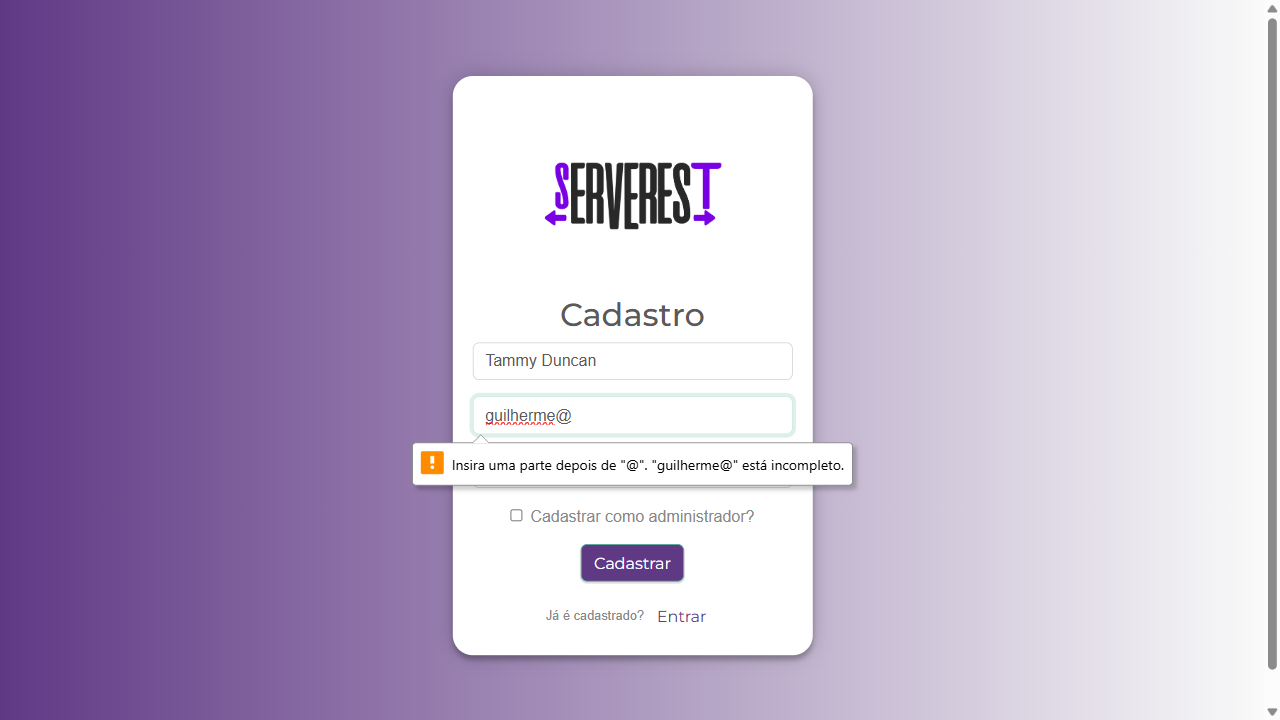 SERVEREST
Cadastro
Tammy Duncan
guilherme@
Insira uma parte depois de "@". "guilherme@" está incompleto.
Cadastrar como administrador?
Cadastrar
Já é cadastrado? Entrar